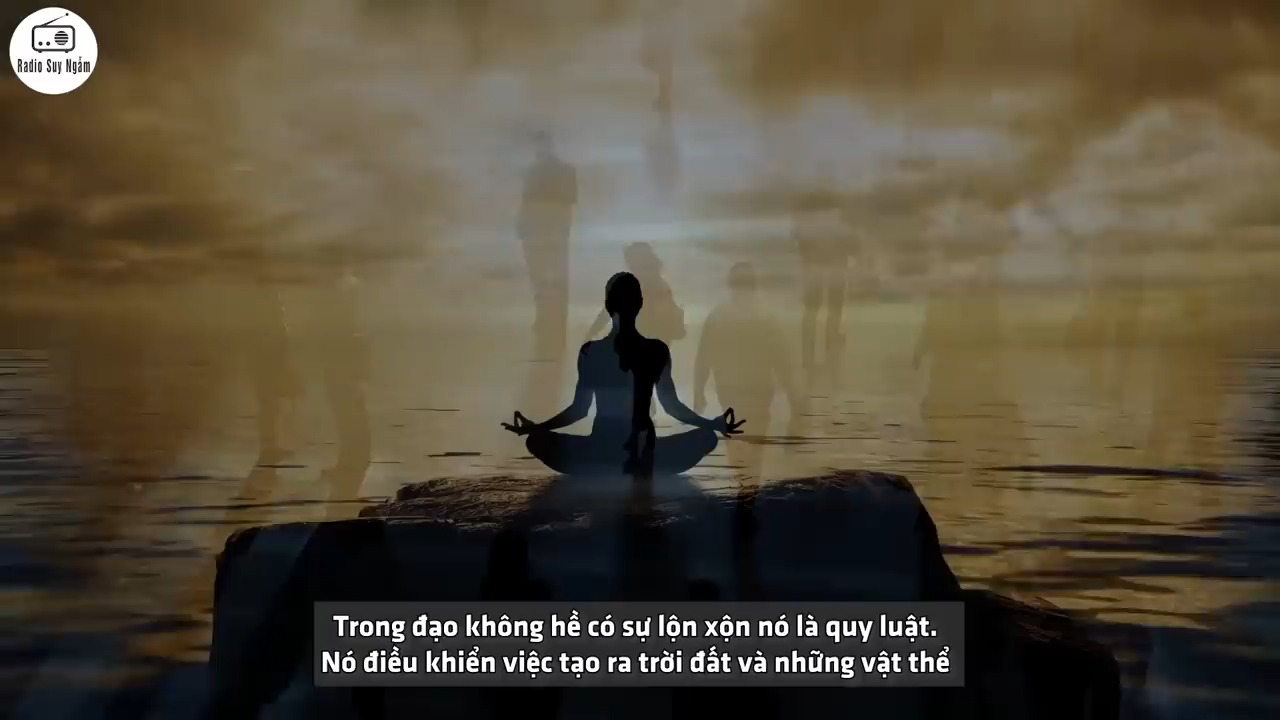 Radio Suy Ngẫm
Trong đạo không hề có sự lộn xộn nó là quy luật.
Nó điều khiển việc tạo ra trời đất và những vật thể